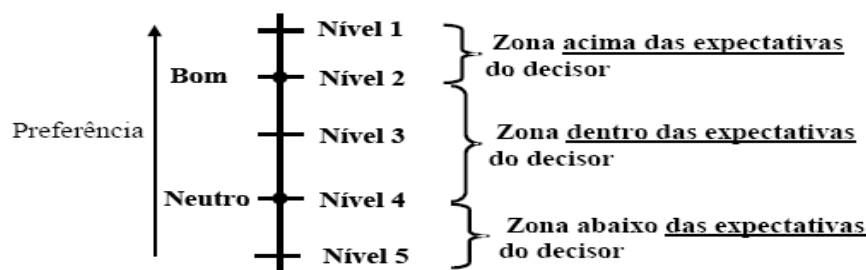 Nível 1
Zona acima das expectativas
do decisor
Bom
Nível 2
Preferência
Nível 3
Zona dentro das expectativas
do decisor
Neutro
Nível 4
Zona abaixo das expectativas
do decisor
Nível 5